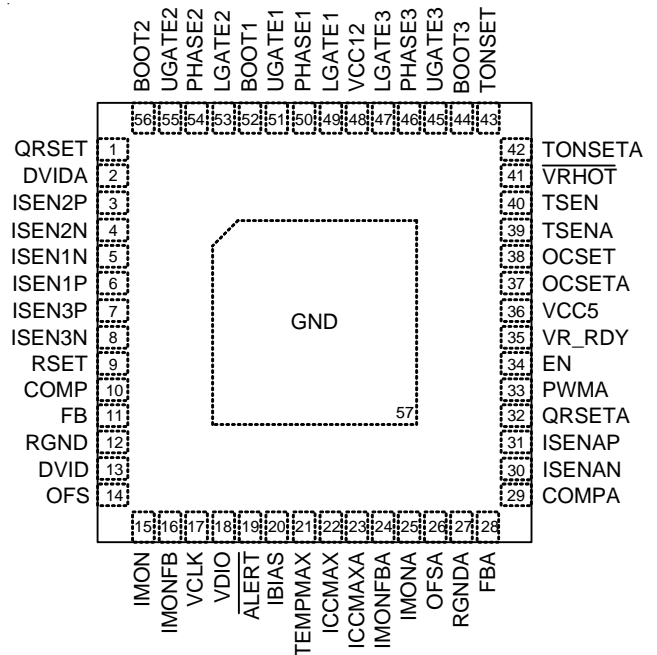 BOOT2
UGATE2
PHASE2
LGATE2
BOOT1
UGATE1
PHASE1
LGATE1
VCC12
LGATE3
PHASE3
UGATE3
BOOT3
TONSET
56 55 54 53 52 51 50 49 48 47 46 45 44 43
QRSET 1
DVIDA 2
ISEN2P 3
ISEN2N 4
ISEN1N 5
ISEN1P 6
ISEN3P 7
ISEN3N 8
RSET 9
COMP 10
FB 11
RGND 12
DVID 13
OFS 14
GND
57
42 TONSETA
41 VRHOT
40 TSEN
39 TSENA
38 OCSET
37 OCSETA
36 VCC5
35 VR_RDY
34 EN
33 PWMA
32 QRSETA
31 ISENAP
30 ISENAN
29 COMPA
15 16 17 18 19 20 21 22 23 24 25 26 27 28
IMON
IMONFB
VCLK
VDIO
ALERT
IBIAS
TEMPMAX
ICCMAX
ICCMAXA
IMONFBA
IMONA
OFSA
RGNDA
FBA